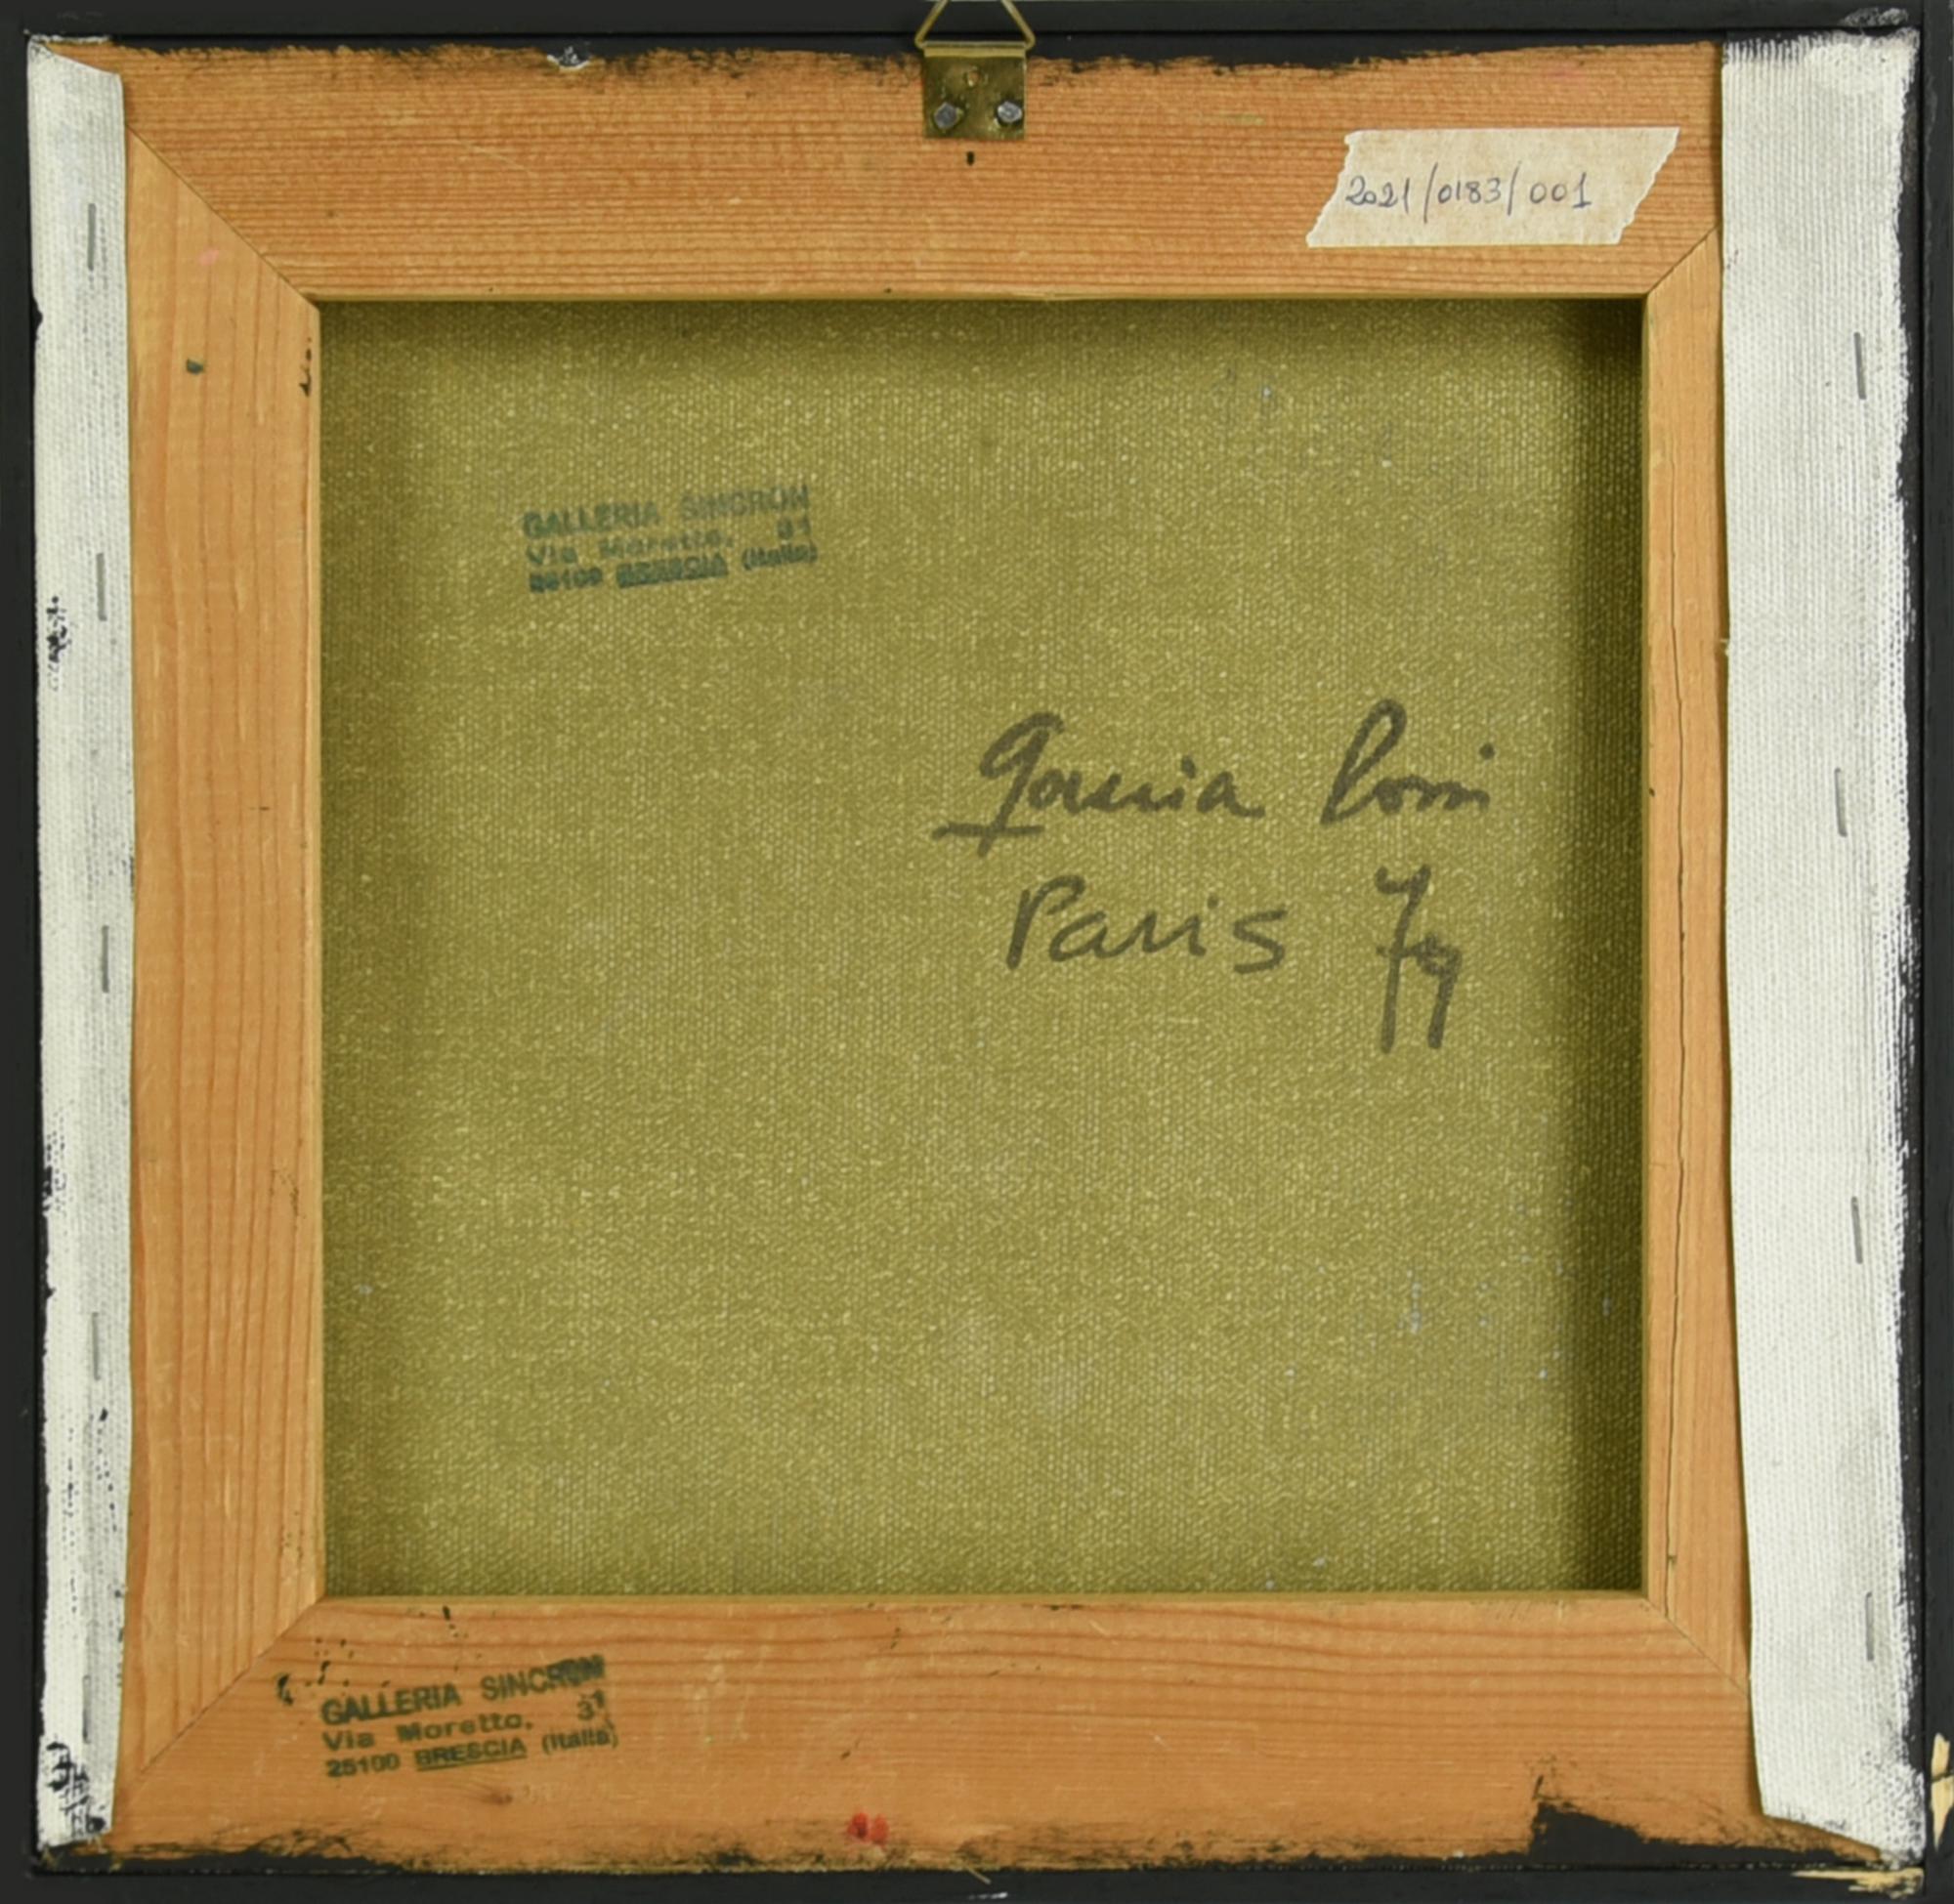 2021/0183/001
GALLERIA SINCRON
Via Moretto, 31
25100 BRESCIA (Italia)
Garcia Rossi
Paris 79
GALLERIA SINCRON
Via Moretto, 31
25100 BRESCIA (Italia)